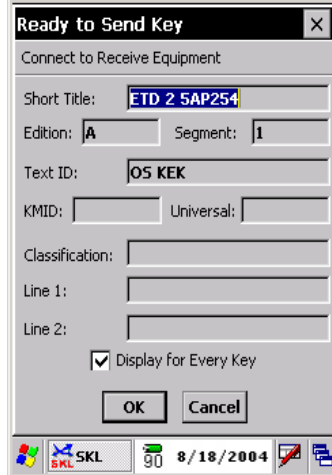 Ready to Send Key ×
Connect to Receive Equipment
Short Title: ETD 2 5AP254
Edition: A Segment: 1
Text ID: OS KEK
KMID: Universal:
Classification:
Line 1:
Line 2:
Display for Every Key
OK Cancel
SKL SKL 90 8/18/2004